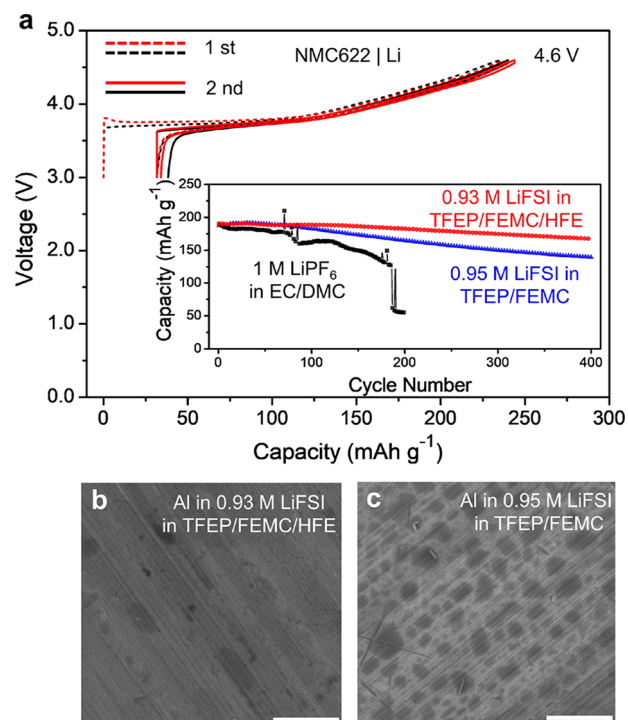 a
1 st
NMC622 | Li
4.6 V
2 nd
5.0
4.0
3.0
2.0
1.0
0.0
Voltage (V)
0
50
100
150
200
250
300
Capacity (mAh g⁻¹)
250
200
150
100
50
0
Capacity (mAh g⁻¹)
0
100
200
300
400
Cycle Number
0.93 M LiFSI in
TFEP/FEMC/HFE
1 M LiPF₆
in EC/DMC
0.95 M LiFSI in
TFEP/FEMC
b
Al in 0.93 M LiFSI
in TFEP/FEMC/HFE
c
Al in 0.95 M LiFSI
in TFEP/FEMC